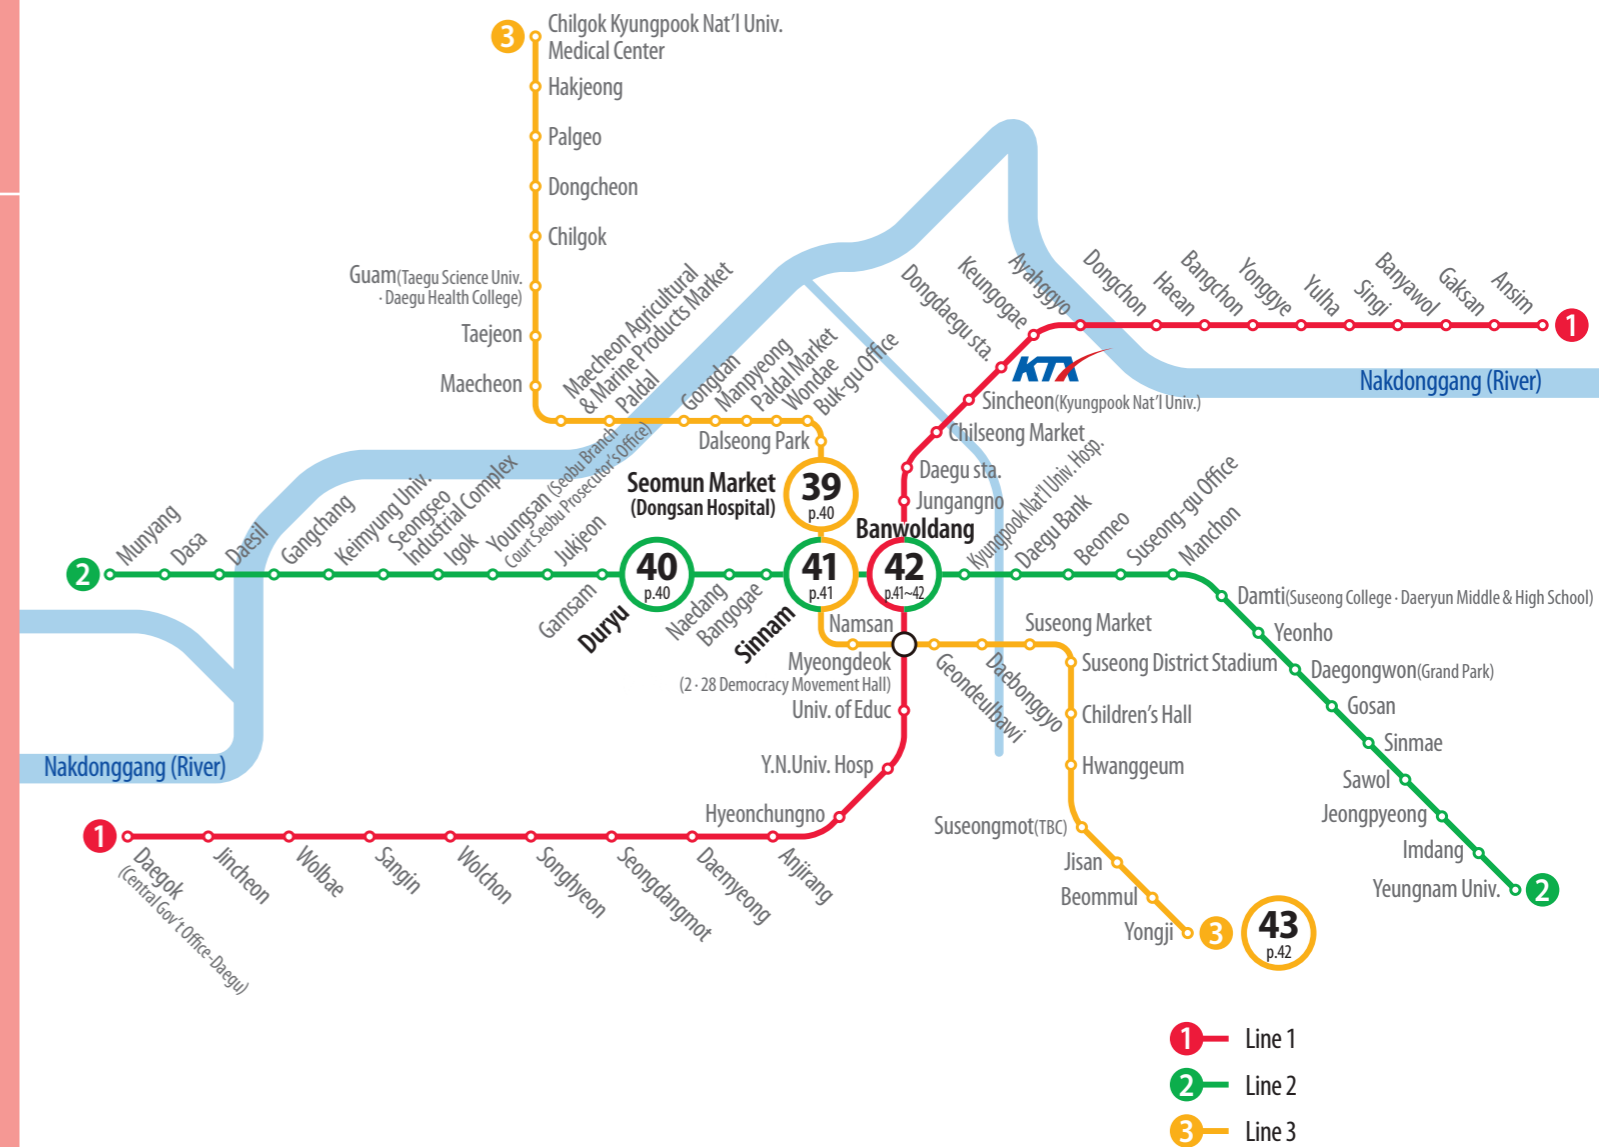 3
Chilgok Kyungpook Nat'l Univ.
Medical Center
Hakjeong
Palgeo
Dongcheon
Chilgok
Guam(Taegu Science Univ.
· Daegu Health College)
Taejeon
Maecheon
Maecheon Agricultural
& Marine Products Market
Paldal
Gongdan
Manpyeong
Paldal Market
Wondae
Buk-gu Office
Dalseong Park
Seomun Market
(Dongsan Hospital)
39
p.40
Dongdaegu sta.
Keungogae
Ayahggyo
Dongchon
Haean
Bangchon
Yonggye
Yulha
Singi
Banyawol
Gaksan
Ansim
1
KTX
Nakdonggang (River)
Sincheon(Kyungpook Nat'l Univ.)
Chilseong Market
Daegu sta.
Jungangno
Banwoldang
2
Munyang
Dasa
Daesil
Gangchang
Keimyung Univ.
Seongseo
Industrial Complex
Igok
Youngsan (Seobu Branch
Court Seobu Prosecutor's Office)
Jukjeon
Gamsam
40
p.40
Duryu
Naedang
Bangogae
41
p.41
Sinnam
42
p.41~42
Kyungpook Nat'l Univ. Hosp.
Daegu Bank
Beomeo
Suseong-gu Office
Manchon
Damti(Suseong College · Daeryun Middle & High School)
Yeonho
Daegongwon(Grand Park)
Gosan
Sinmae
Sawol
Jeongpyeong
Imdang
Yeungnam Univ.
2
Namsan
Myeongdeok
(2 · 28 Democracy Movement Hall)
Univ. of Educ
Y.N.Univ. Hosp
Hyeonchungno
Geondeulbawi
Daebonggyo
Suseong Market
Suseong District Stadium
Children's Hall
Hwanggeum
Suseongmot(TBC)
Jisan
Beommul
Yongji
3
43
p.42
Nakdonggang (River)
1
Daegok
(Central Gov't Office-Daegu)
Jincheon
Wolbae
Sangin
Wolchon
Songhyeon
Seongdangmot
Daemyeong
Anjirang
1 Line 1
2 Line 2
3 Line 3